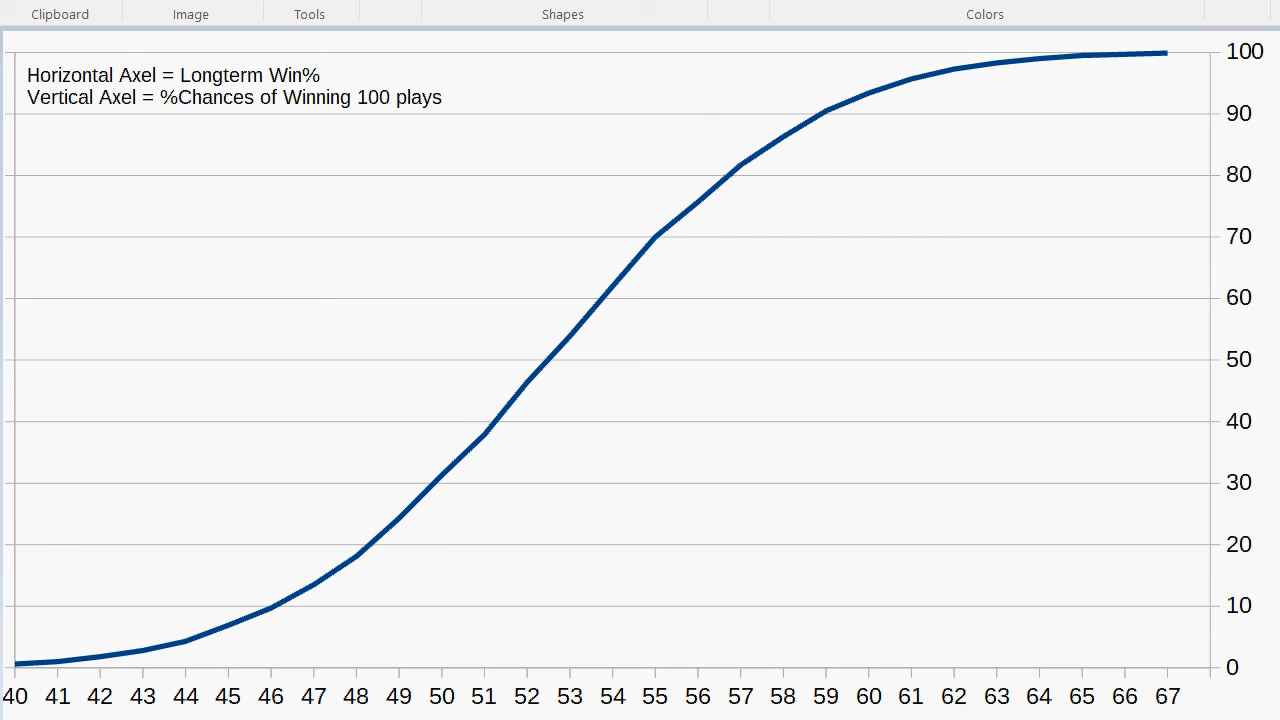 Clipboard Image Tools Shapes Colors
Horizontal Axel = Longterm Win%
Vertical Axel = %Chances of Winning 100 plays
100
90
80
70
60
50
40
30
20
10
0
40 41 42 43 44 45 46 47 48 49 50 51 52 53 54 55 56 57 58 59 60 61 62 63 64 65 66 67